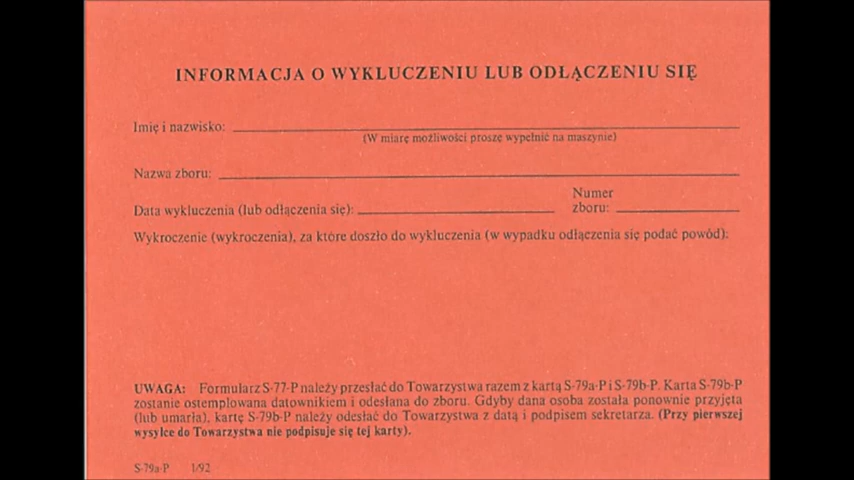 INFORMACJA O WYKLUCZENIU LUB ODŁĄCZENIU SIĘ
Imię i nazwisko:
(W miarę możliwości proszę wypełnić na maszynie)
Nazwa zboru:
Numer
Data wykluczenia (lub odłączenia się): zboru:
Wykroczenie (wykroczenia), za które doszło do wykluczenia (w wypadku odłączenia się podać powód):
UWAGA: Formularz S-77-P należy przesłać do Towarzystwa razem z kartą S-79a-P i S-79b-P. Karta S-79b-P
zostanie ostemplowana datownikiem i odesłana do zboru. Gdyby dana osoba została ponownie przyjęta
(lub umarła), kartę S-79b-P należy odesłać do Towarzystwa z datą i podpisem sekretarza. (Przy pierwszej
wysyłce do Towarzystwa nie podpisuje się tej karty).
S-79a-P 1/92